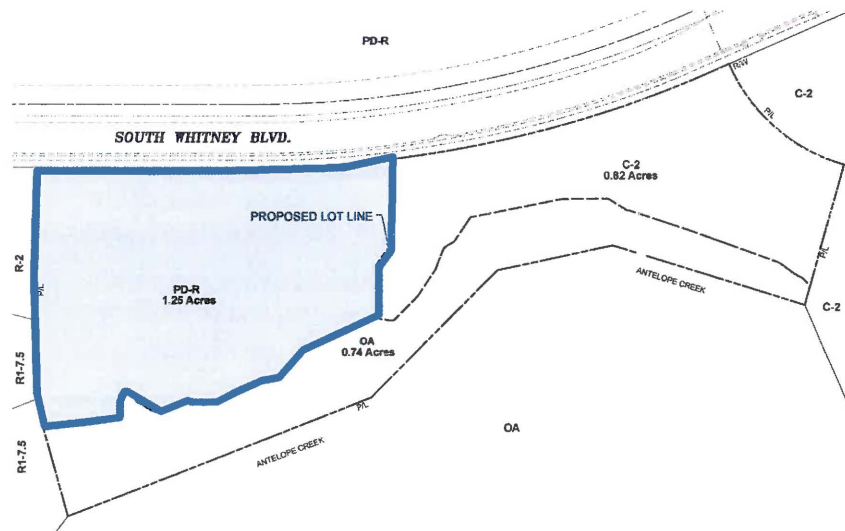 PD-R
R/W
C-2
P/L
SOUTH WHITNEY BLVD.
C-2
0.82 Acres
PROPOSED LOT LINE
R-2
P/L
P/L
PD-R
1.25 Acres
ANTELOPE CREEK
C-2
OA
0.74 Acres
R1-7.5
P/L
OA
R1-7.5
ANTELOPE CREEK